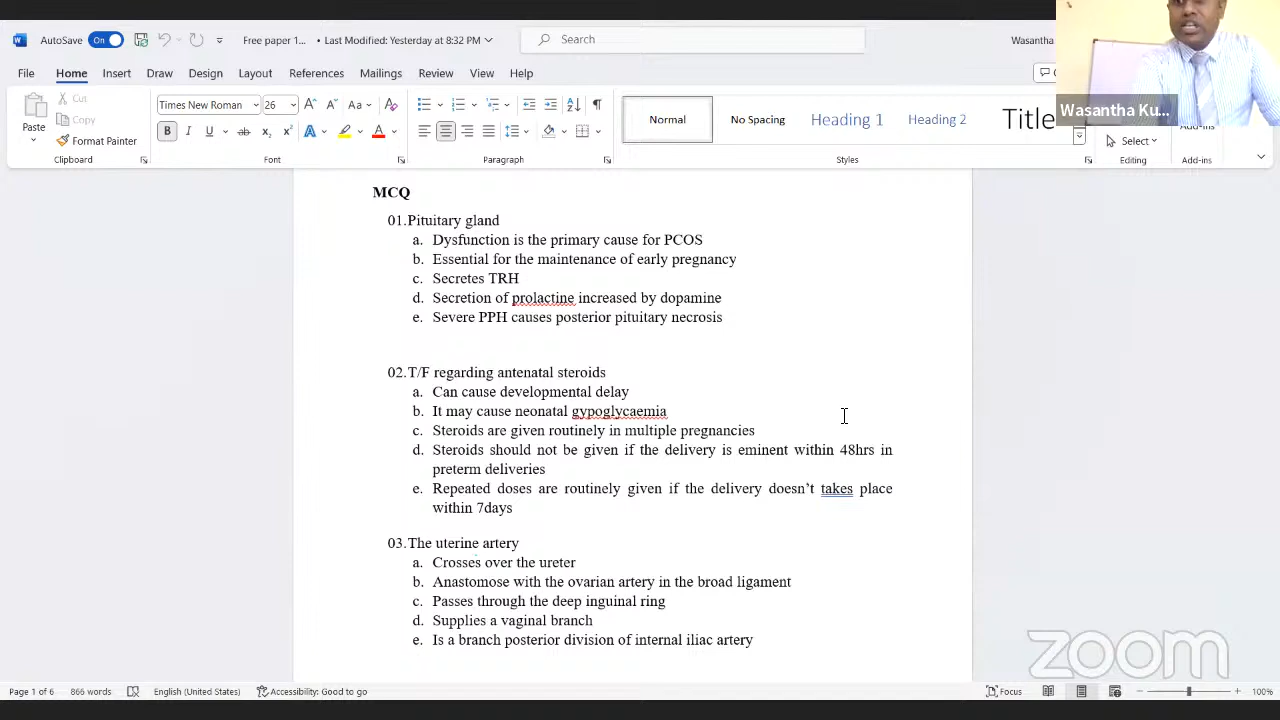 AutoSave On Free paper 1... • Last Modified: Yesterday at 8:32 PM Search Wasantha
File Home Insert Draw Design Layout References Mailings Review View Help
Paste Cut Copy Format Painter
Times New Roman 26
Normal No Spacing Heading 1 Heading 2 Title
Wasantha Ku...
Select
Clipboard Font Paragraph Styles Editing Add-ins
MCQ
01.Pituitary gland
a. Dysfunction is the primary cause for PCOS
b. Essential for the maintenance of early pregnancy
c. Secretes TRH
d. Secretion of prolactine increased by dopamine
e. Severe PPH causes posterior pituitary necrosis
02.T/F regarding antenatal steroids
a. Can cause developmental delay
b. It may cause neonatal gypoglycaemia
c. Steroids are given routinely in multiple pregnancies
d. Steroids should not be given if the delivery is eminent within 48hrs in
preterm deliveries
e. Repeated doses are routinely given if the delivery doesn't takes place
within 7days
03.The uterine artery
a. Crosses over the ureter
b. Anastomose with the ovarian artery in the broad ligament
c. Passes through the deep inguinal ring
d. Supplies a vaginal branch
e. Is a branch posterior division of internal iliac artery
zoom
Page 1 of 6 866 words English (United States) Accessibility: Good to go Focus 100%